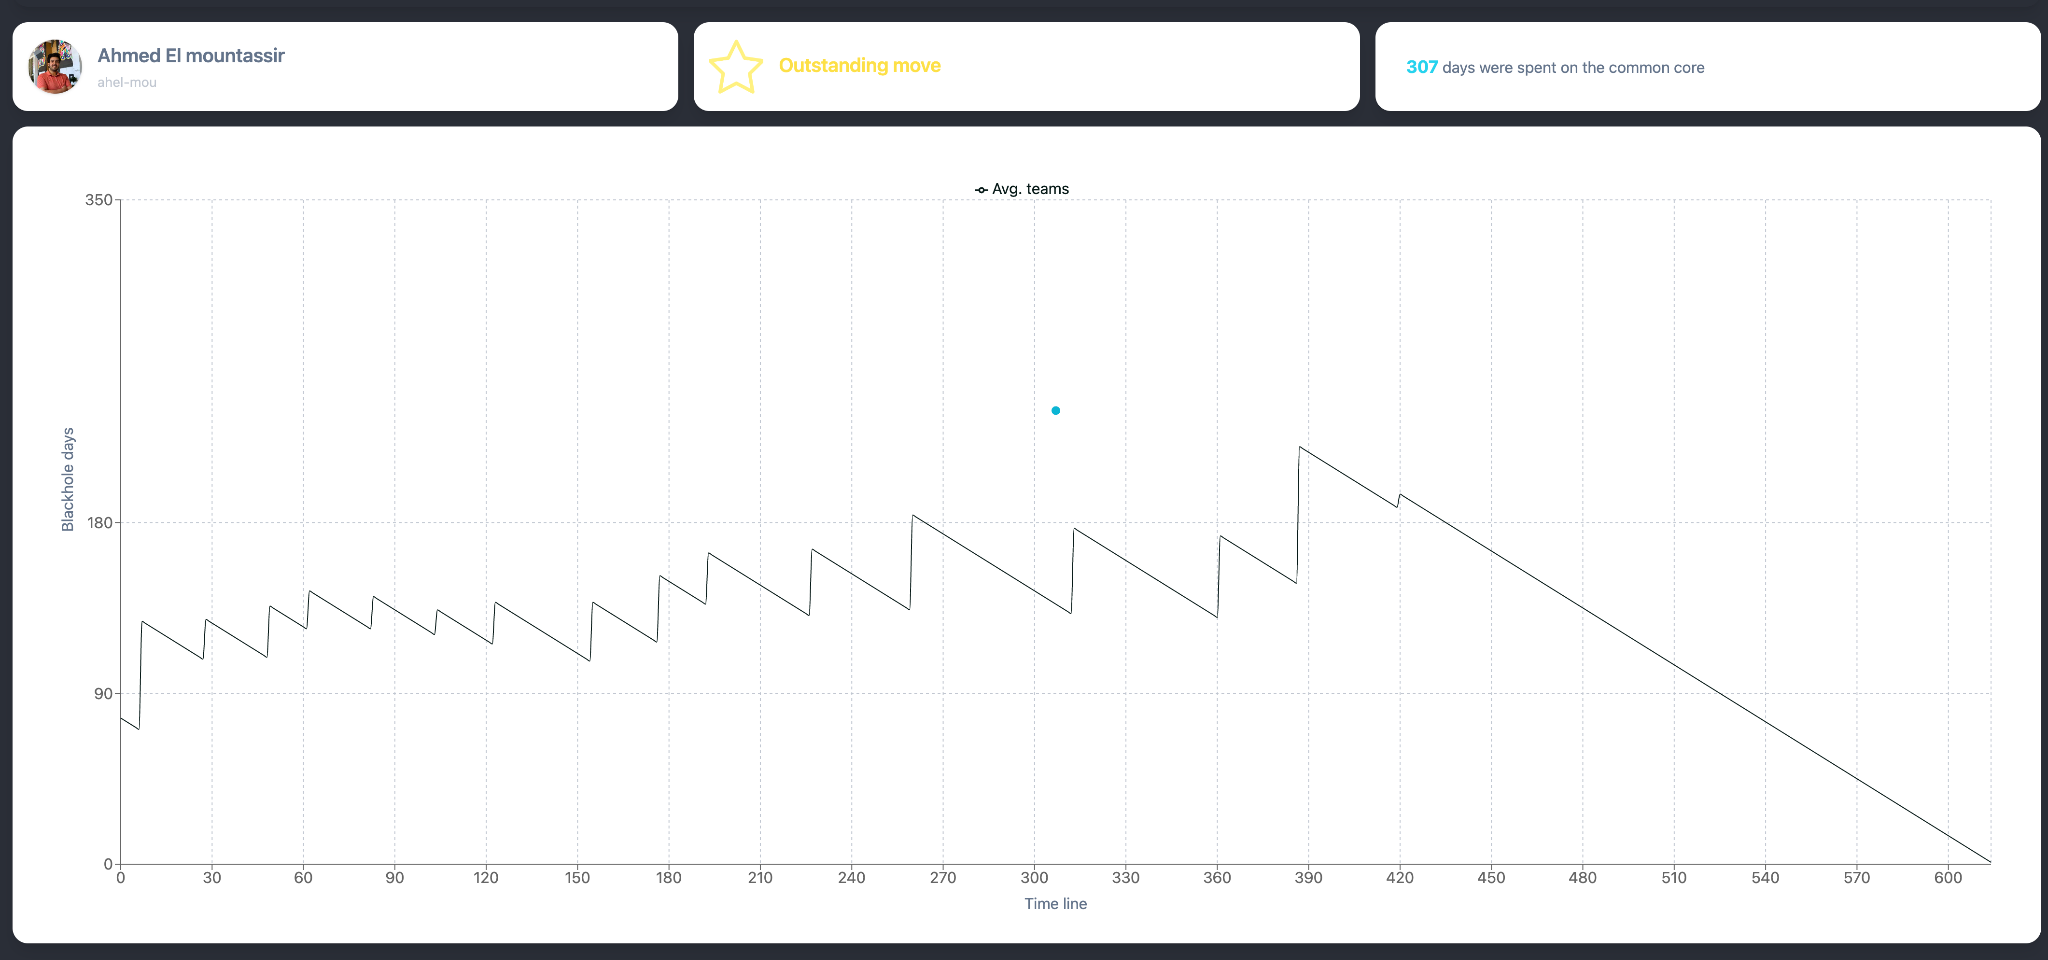 Ahmed El mountassir
ahel-mou
Outstanding move
307 days were spent on the common core
Avg. teams
350
180
90
0
Blackhole days
0 30 60 90 120 150 180 210 240 270 300 330 360 390 420 450 480 510 540 570 600
Time line